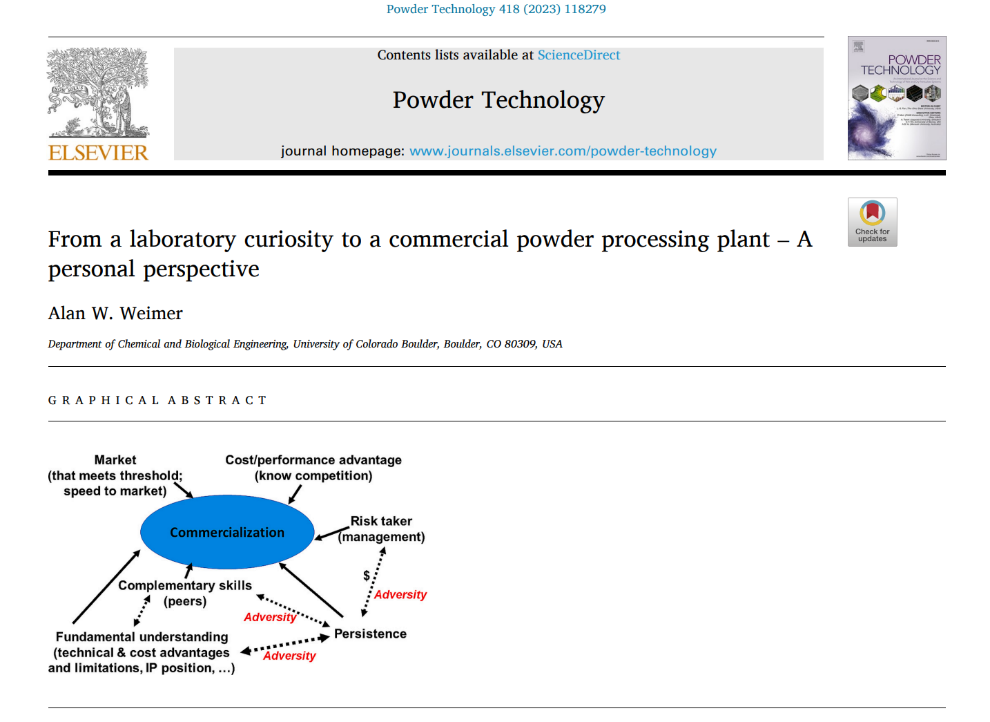 Powder Technology 418 (2023) 118279
Contents lists available at ScienceDirect
Powder Technology
journal homepage: www.journals.elsevier.com/powder-technology
ELSEVIER
POWDER
TECHNOLOGY
Check for
updates
From a laboratory curiosity to a commercial powder processing plant – A
personal perspective
Alan W. Weimer
Department of Chemical and Biological Engineering, University of Colorado Boulder, Boulder, CO 80309, USA
GRAPHICAL ABSTRACT
Market
(that meets threshold;
speed to market)
Cost/performance advantage
(know competition)
Commercialization
Risk taker
(management)
$
Adversity
Complementary skills
(peers)
Adversity
Persistence
Fundamental understanding
(technical & cost advantages
and limitations, IP position, ...)
Adversity